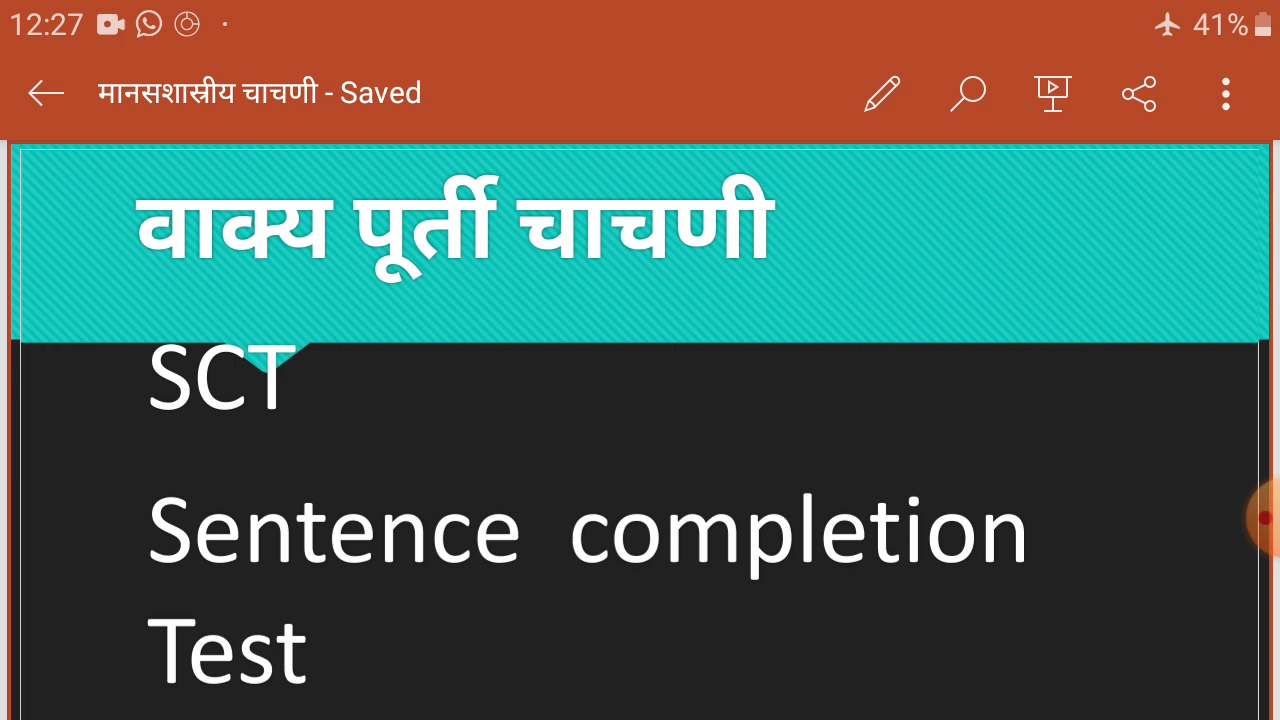 12:27 41%
मानसशास्रीय चाचणी - Saved
वाक्य पूर्ती चाचणी
SCT
Sentence completion
Test